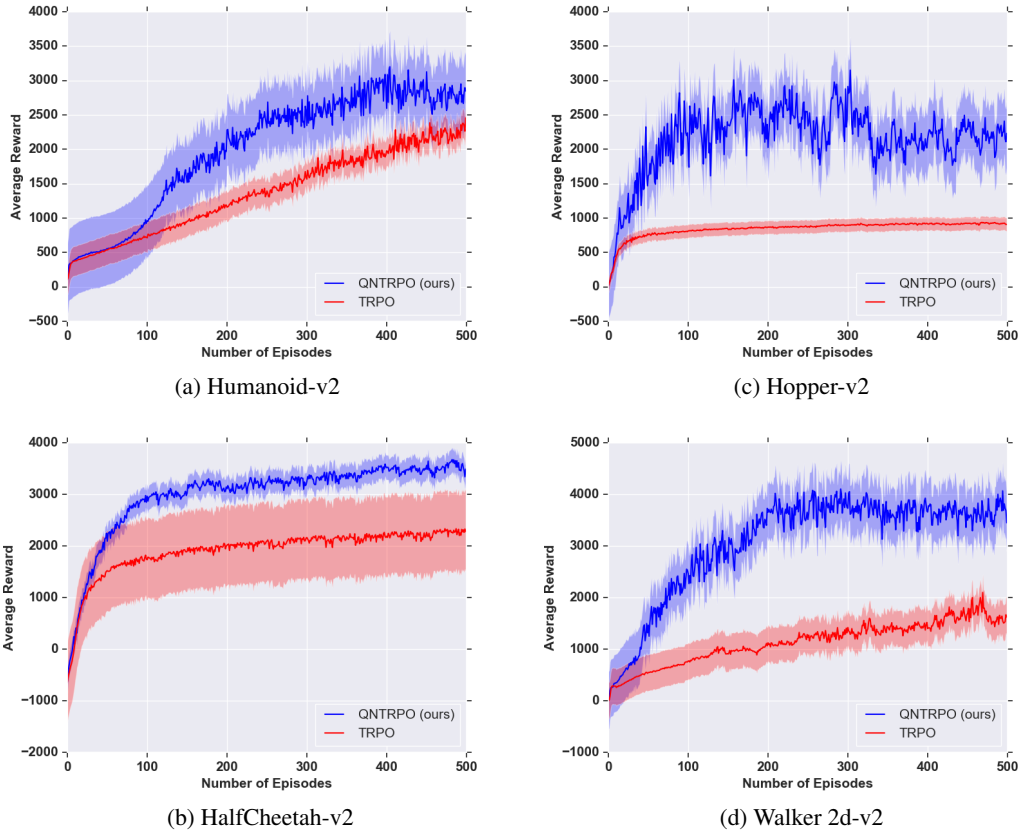 4000
3500
3000
2500
2000
1500
1000
500
0
−500
Average Reward
0 100 200 300 400 500
Number of Episodes
QNTRPO (ours)
TRPO
(a) Humanoid-v2
4000
3500
3000
2500
2000
1500
1000
500
0
−500
Average Reward
0 100 200 300 400 500
Number of Episodes
QNTRPO (ours)
TRPO
(c) Hopper-v2
4000
3000
2000
1000
0
−1000
−2000
Average Reward
0 100 200 300 400 500
Number of Episodes
QNTRPO (ours)
TRPO
(b) HalfCheetah-v2
5000
4000
3000
2000
1000
0
−1000
Average Reward
0 100 200 300 400 500
Number of Episodes
QNTRPO (ours)
TRPO
(d) Walker 2d-v2